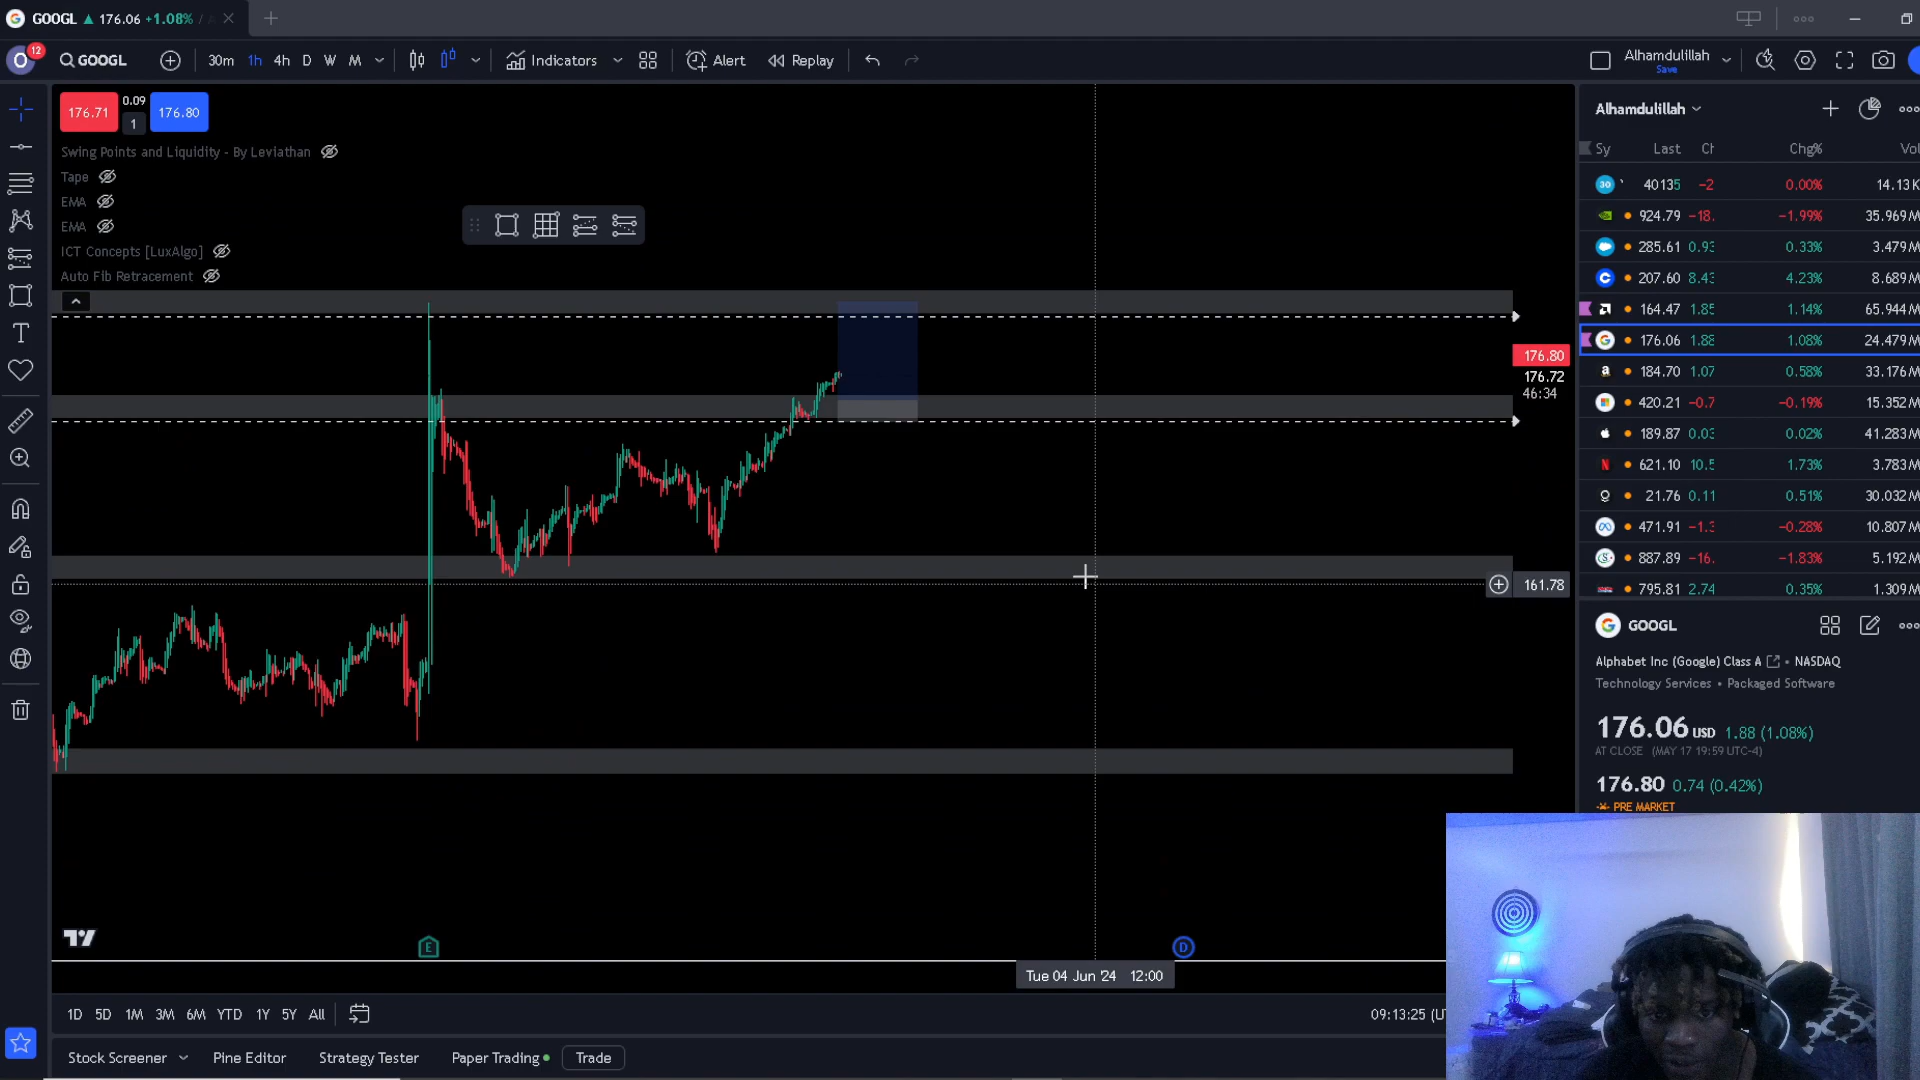 GOOGL ▲ 176.06 +1.08% /
O 12 GOOGL 30m 1h 4h D W M Indicators Alert Replay Alhamdulillah
Save
176.71 0.09 1 176.80
Swing Points and Liquidity - By Leviathan
Tape
EMA
EMA
ICT Concepts [LuxAlgo]
Auto Fib Retracement
176.80
176.72
46:34
161.78
E D
Tue 04 Jun '24 12:00
1D 5D 1M 3M 6M YTD 1Y 5Y All 09:13:25 (U
Stock Screener Pine Editor Strategy Tester Paper Trading Trade
Alhamdulillah
Sy Last Ch Chg% Vol
30 40135 −2 0.00% 14.13K
924.79 −18. −1.99% 35.969M
285.61 0.93 0.33% 3.479M
207.60 8.43 4.23% 8.689M
164.47 1.85 1.14% 65.944M
G 176.06 1.88 1.08% 24.479M
a 184.70 1.07 0.58% 33.176M
420.21 −0.7 −0.19% 15.352M
189.87 0.03 0.02% 41.283M
N 621.10 10.5 1.73% 3.783M
21.76 0.11 0.51% 30.032M
471.91 −1.3 −0.28% 10.807M
887.89 −16. −1.83% 5.192M
795.81 2.74 0.35% 1.309M
G GOOGL
Alphabet Inc (Google) Class A • NASDAQ
Technology Services • Packaged Software
176.06 USD 1.88 (1.08%)
AT CLOSE (MAY 17 19:59 UTC-4)
176.80 0.74 (0.42%)
PRE MARKET